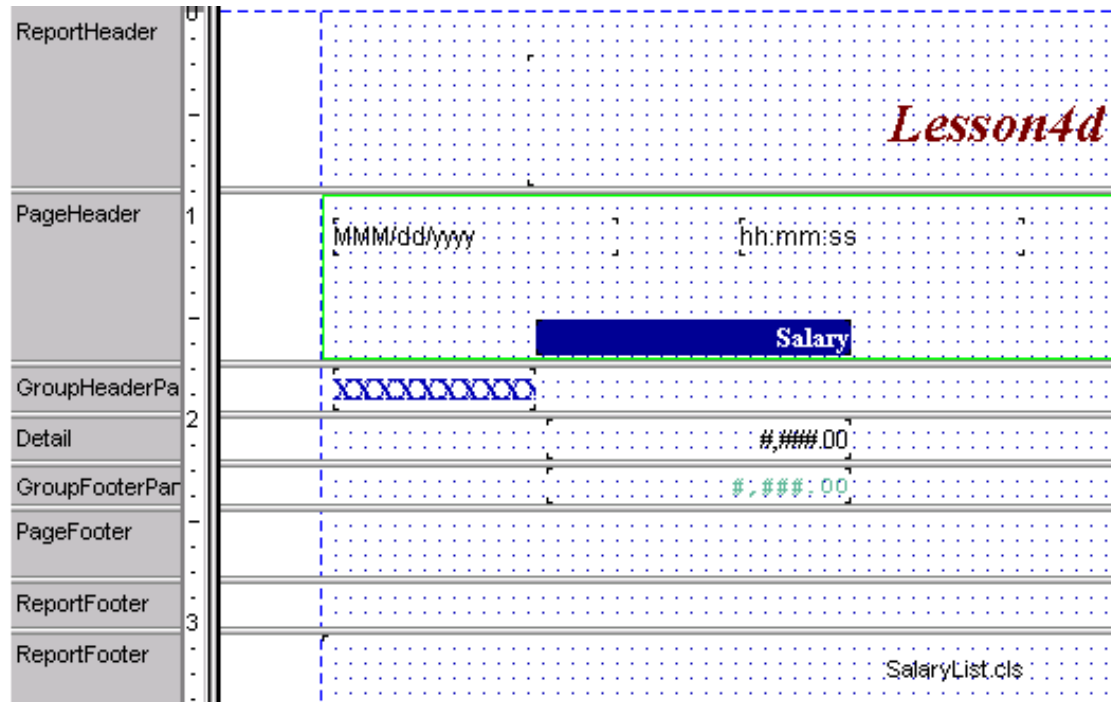 0
ReportHeader
Lesson4d
PageHeader
1
MMM/dd/yyyy hh:mm:ss
Salary
GroupHeaderPa
XXXXXXXXXX
2
Detail
#,###.00
GroupFooterPar
#,###.00
PageFooter
ReportFooter
3
ReportFooter
SalaryList.cls